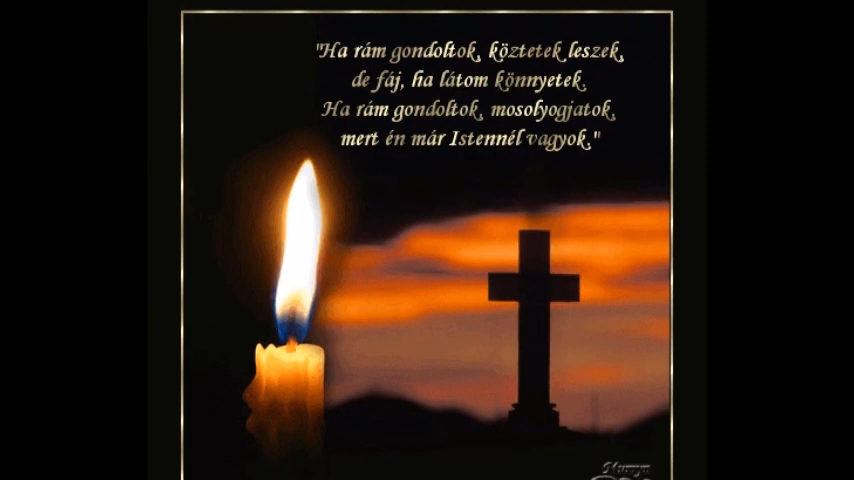 "Ha rám gondoltok, köztetek leszek,
de fáj, ha látom könnyetek.
Ha rám gondoltok, mosolyogjatok,
mert én már Istennél vagyok."